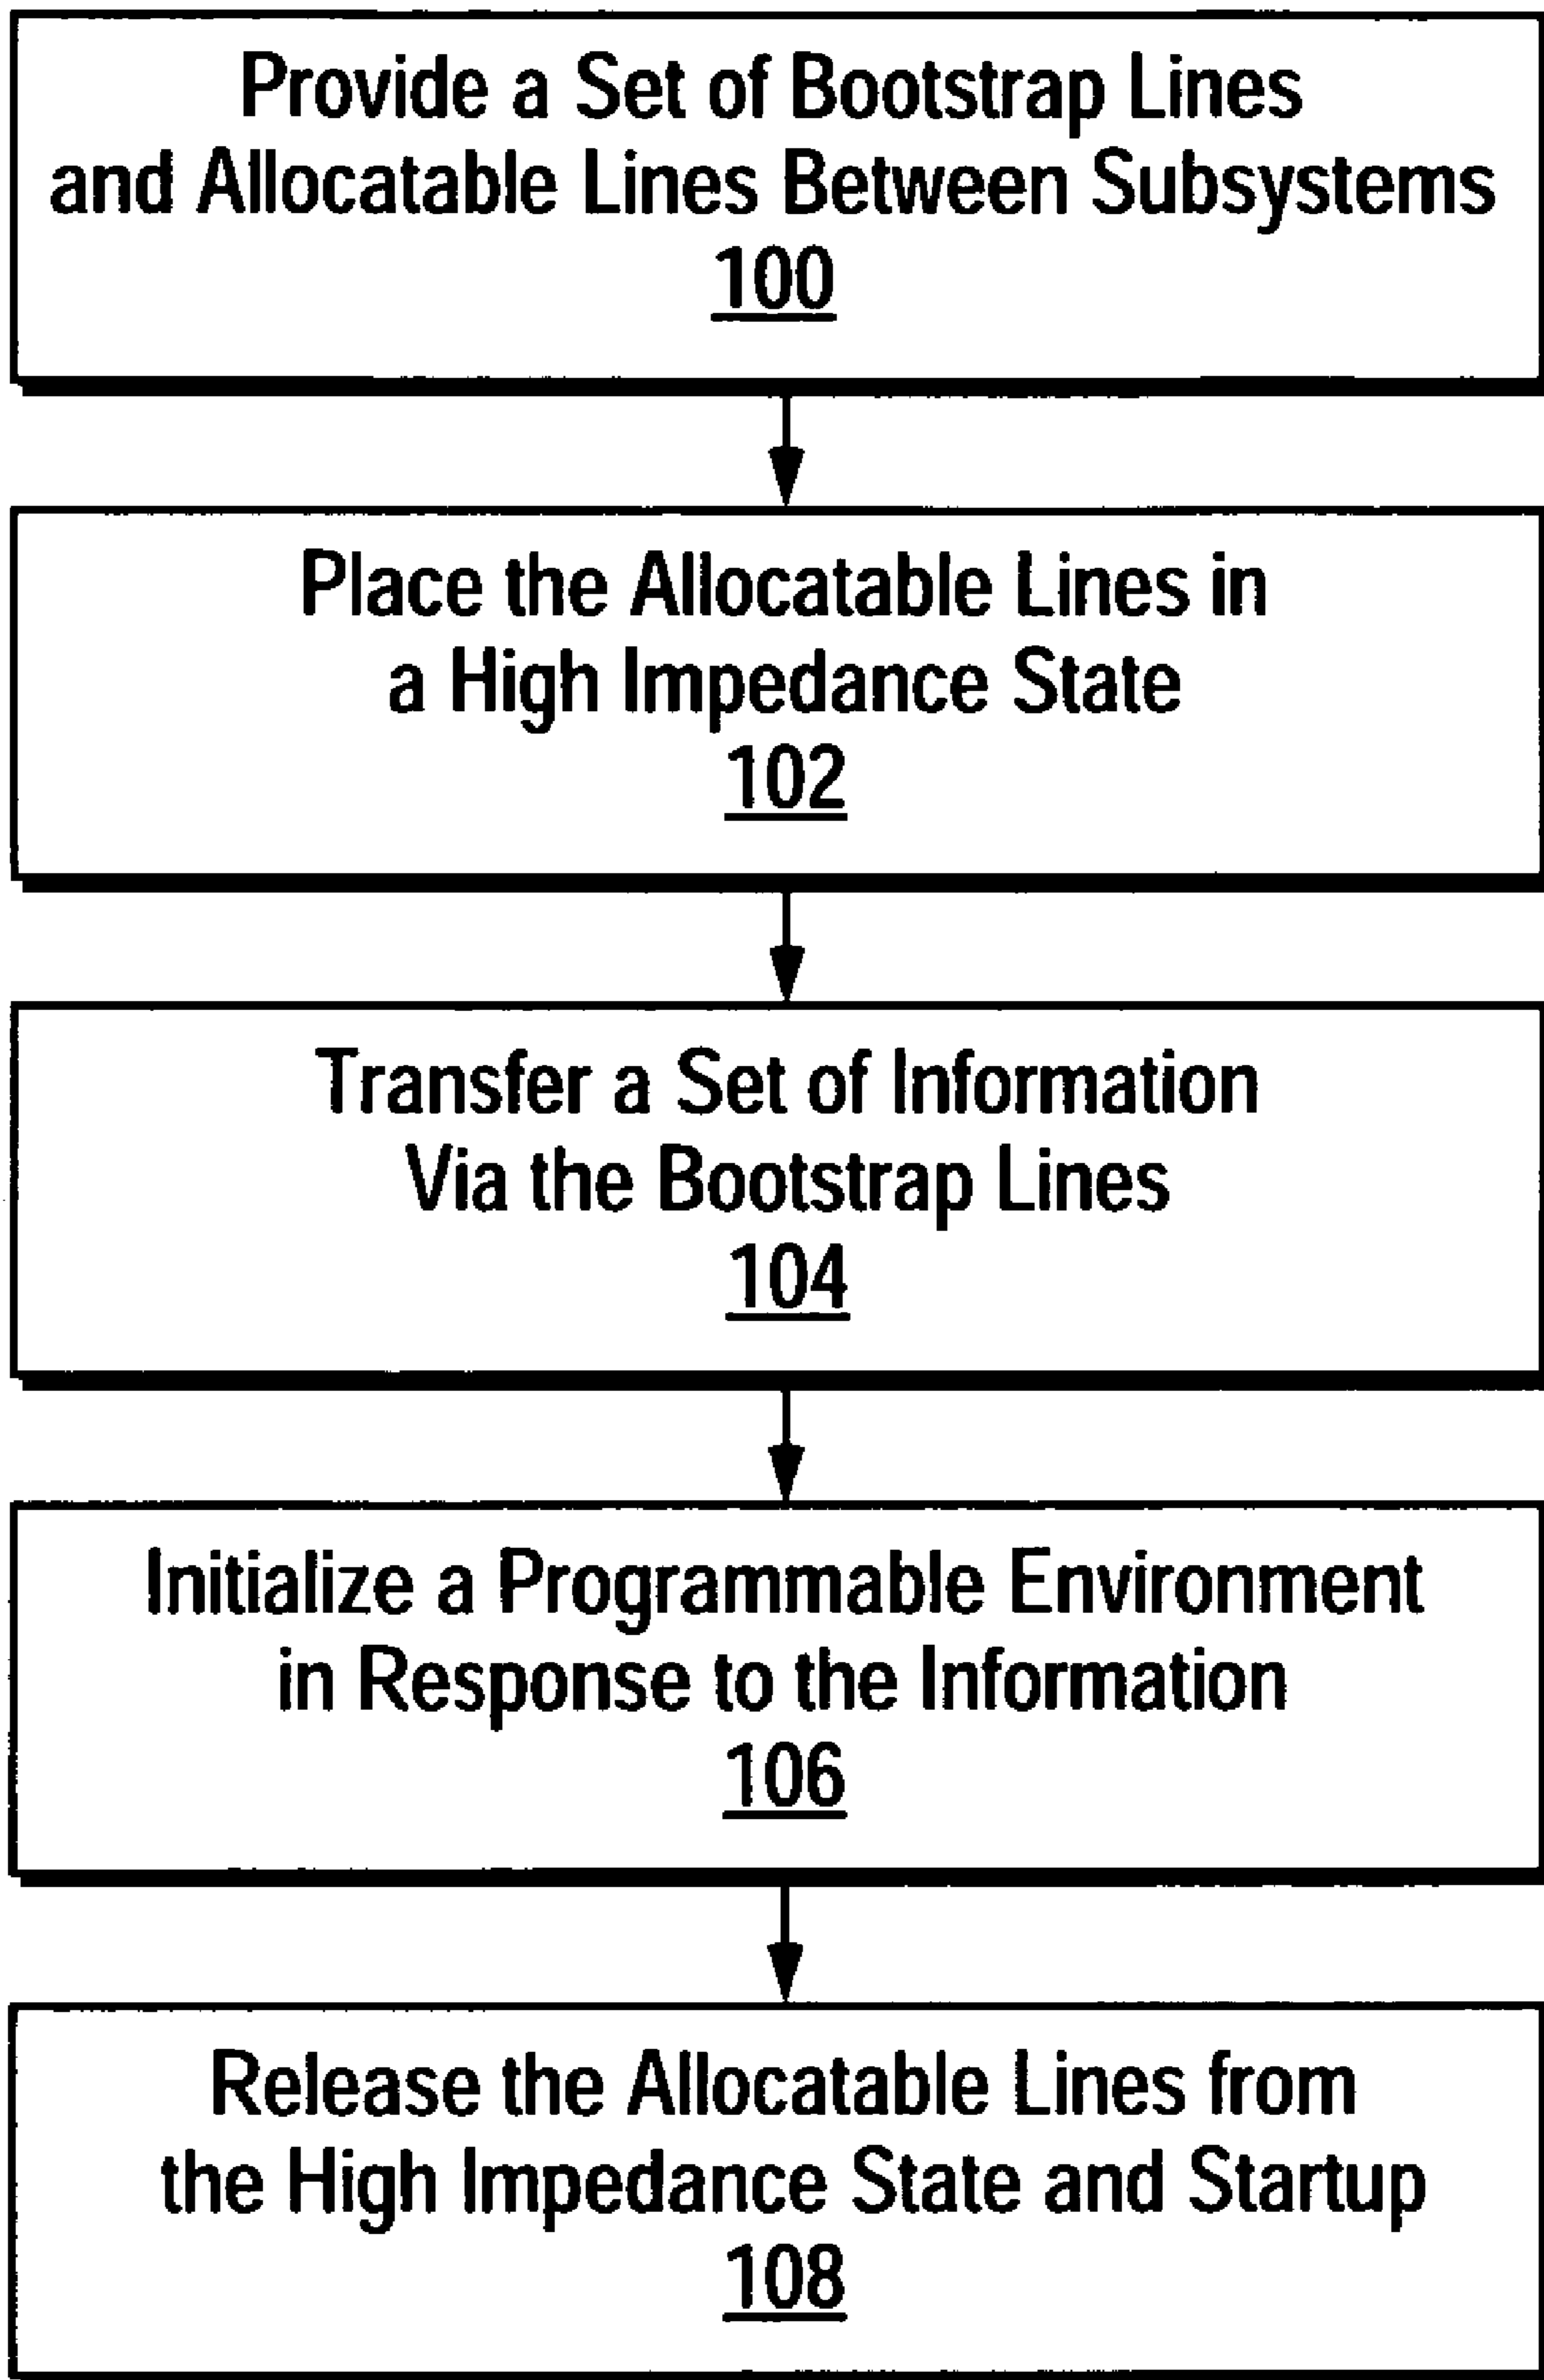 Provide a Set of Bootstrap Lines
and Allocatable Lines Between Subsystems
100
Place the Allocatable Lines in
a High Impedance State
102
Transfer a Set of Information
Via the Bootstrap Lines
104
Initialize a Programmable Environment
in Response to the Information
106
Release the Allocatable Lines from
the High Impedance State and Startup
108